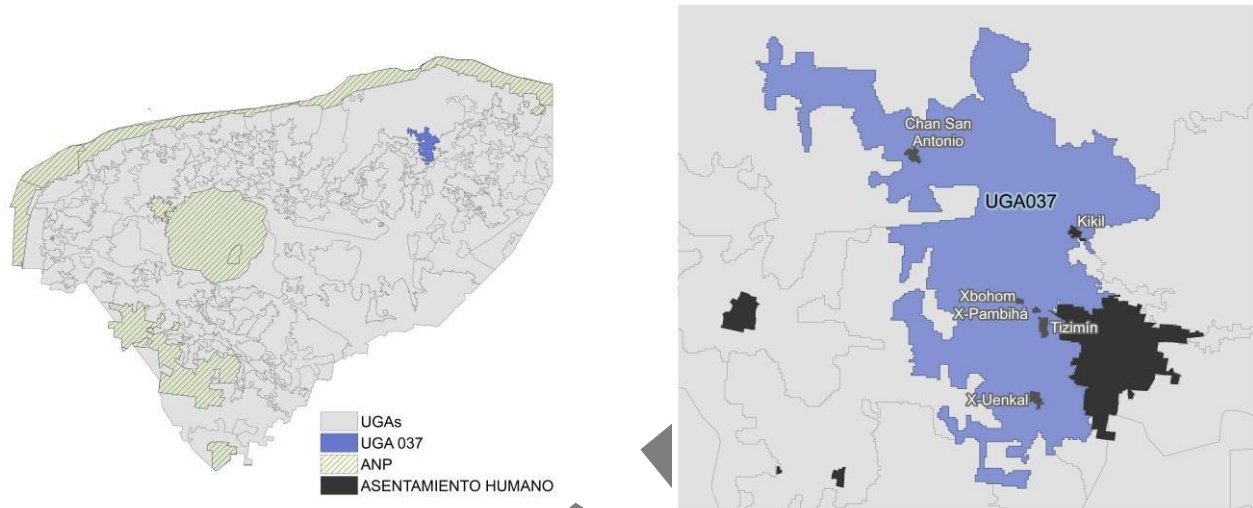 UGAs
UGA 037
ANP
ASENTAMIENTO HUMANO
Chan San
Antonio
UGA037
Kikil
Xbohom
X-Pambihá
Tizimín
X-Uenkal